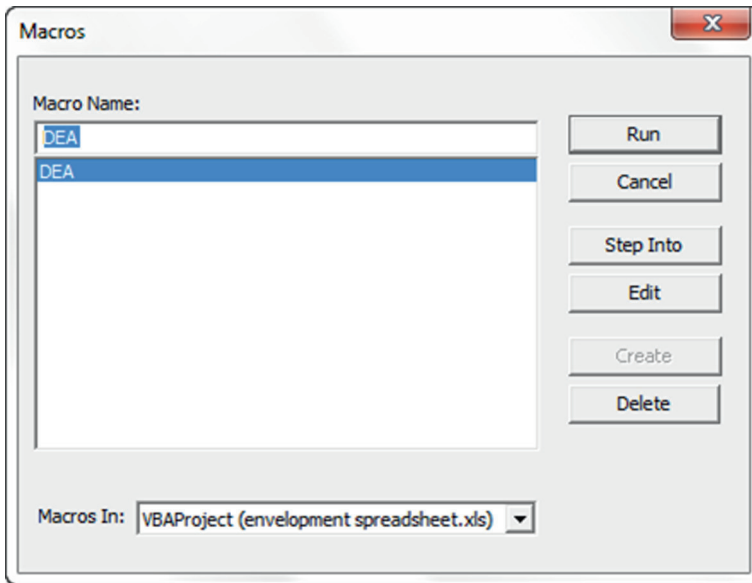 Macros
Macro Name:
DEA
DEA
Run
Cancel
Step Into
Edit
Create
Delete
Macros In: VBAProject (envelopment spreadsheet.xls)